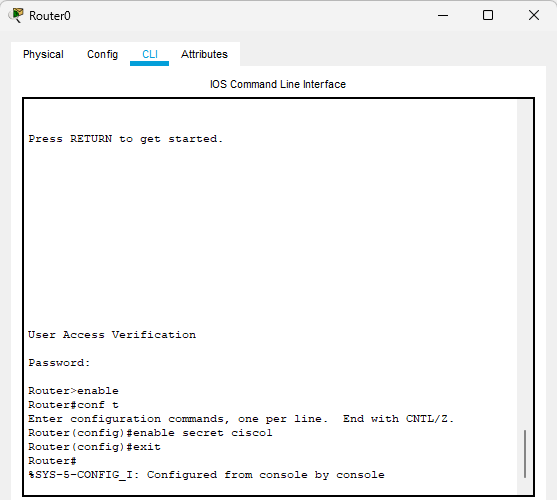 Router0
Physical Config CLI Attributes
IOS Command Line Interface
Press RETURN to get started.
User Access Verification
Password:
Router>enable
Router#conf t
Enter configuration commands, one per line.  End with CNTL/Z.
Router(config)#enable secret cisco1
Router(config)#exit
Router#
%SYS-5-CONFIG_I: Configured from console by console